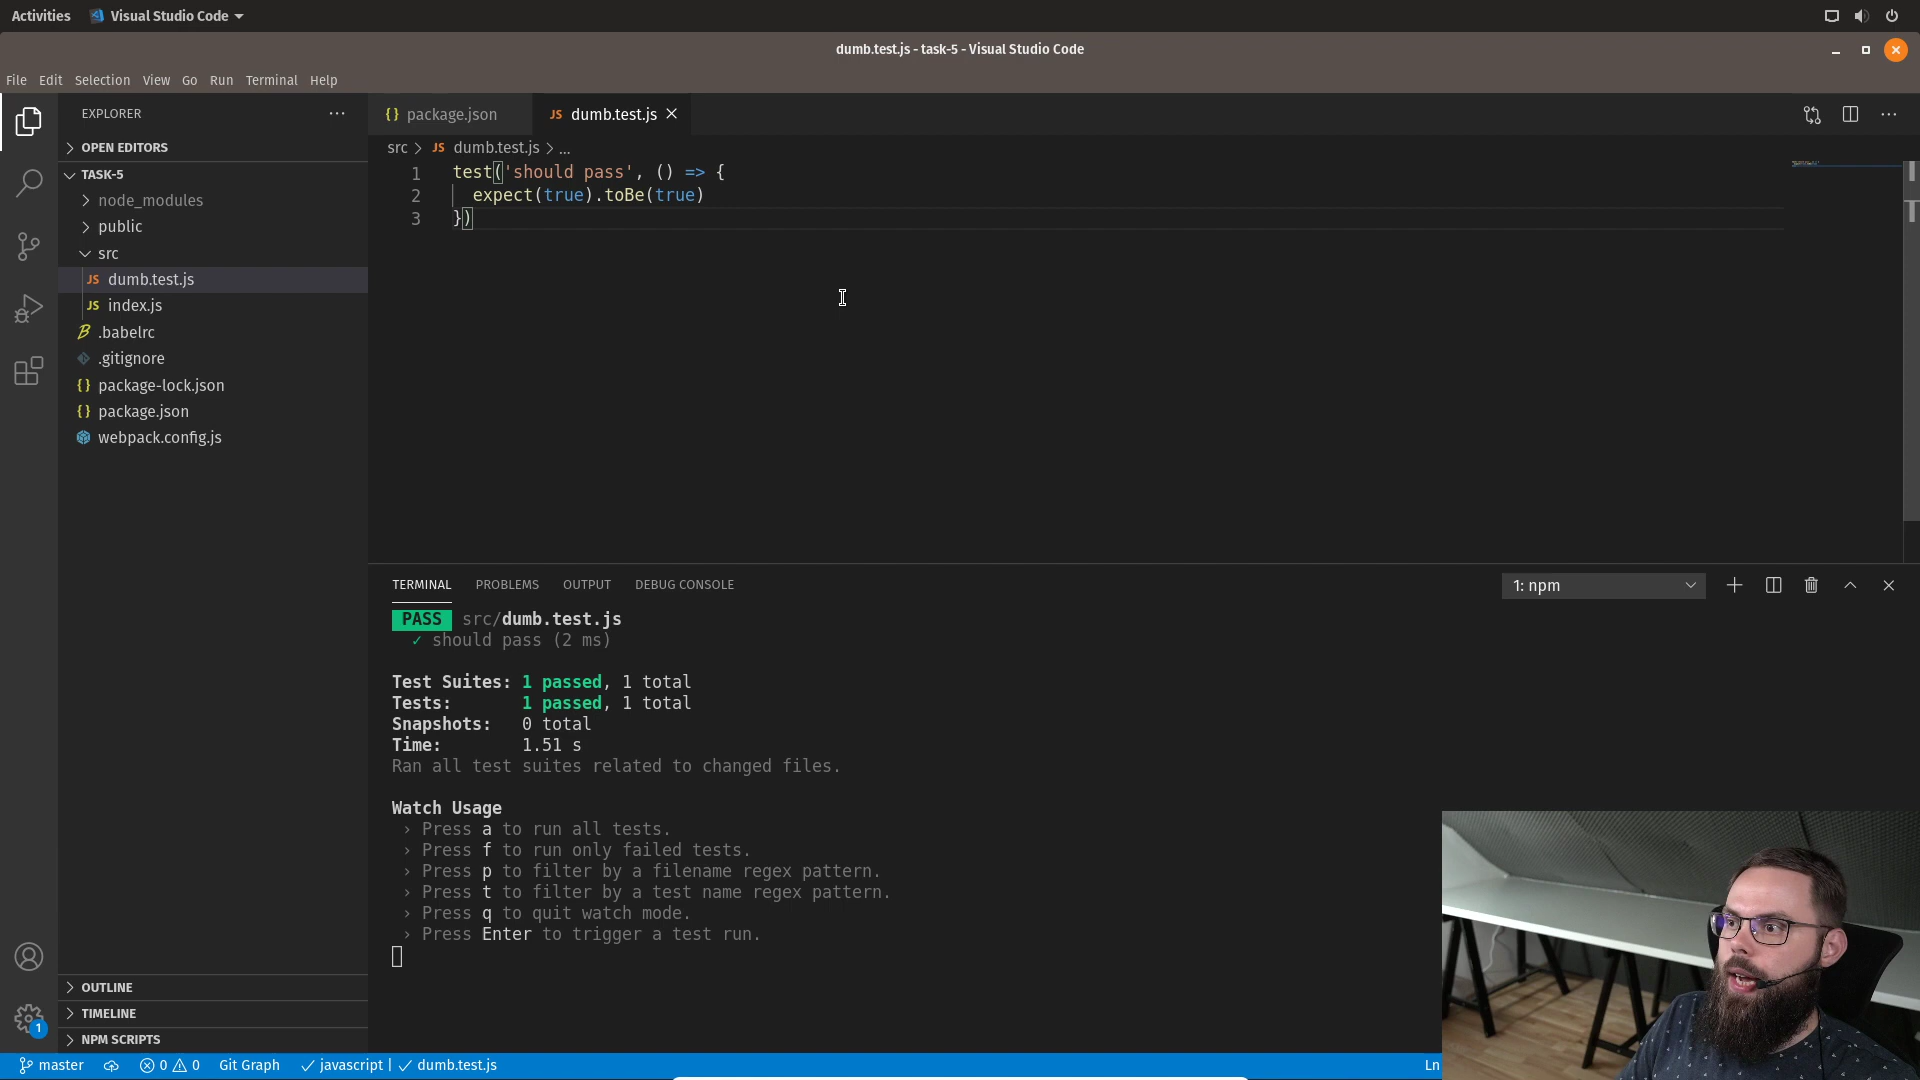 Activities Visual Studio Code
dumb.test.js - task-5 - Visual Studio Code
File Edit Selection View Go Run Terminal Help
EXPLORER
OPEN EDITORS
TASK-5
node_modules
public
src
JS dumb.test.js
JS index.js
.babelrc
.gitignore
{} package-lock.json
{} package.json
webpack.config.js
OUTLINE
TIMELINE
NPM SCRIPTS
1
{} package.json JS dumb.test.js
src > JS dumb.test.js > ...
1 test('should pass', () => {
2 expect(true).toBe(true)
3 })
TERMINAL PROBLEMS OUTPUT DEBUG CONSOLE 1: npm
PASS src/dumb.test.js
✓ should pass (2 ms)
Test Suites: 1 passed, 1 total
Tests: 1 passed, 1 total
Snapshots: 0 total
Time: 1.51 s
Ran all test suites related to changed files.
Watch Usage
› Press a to run all tests.
› Press f to run only failed tests.
› Press p to filter by a filename regex pattern.
› Press t to filter by a test name regex pattern.
› Press q to quit watch mode.
› Press Enter to trigger a test run.
master 0 0 Git Graph ✓ javascript | ✓ dumb.test.js Ln